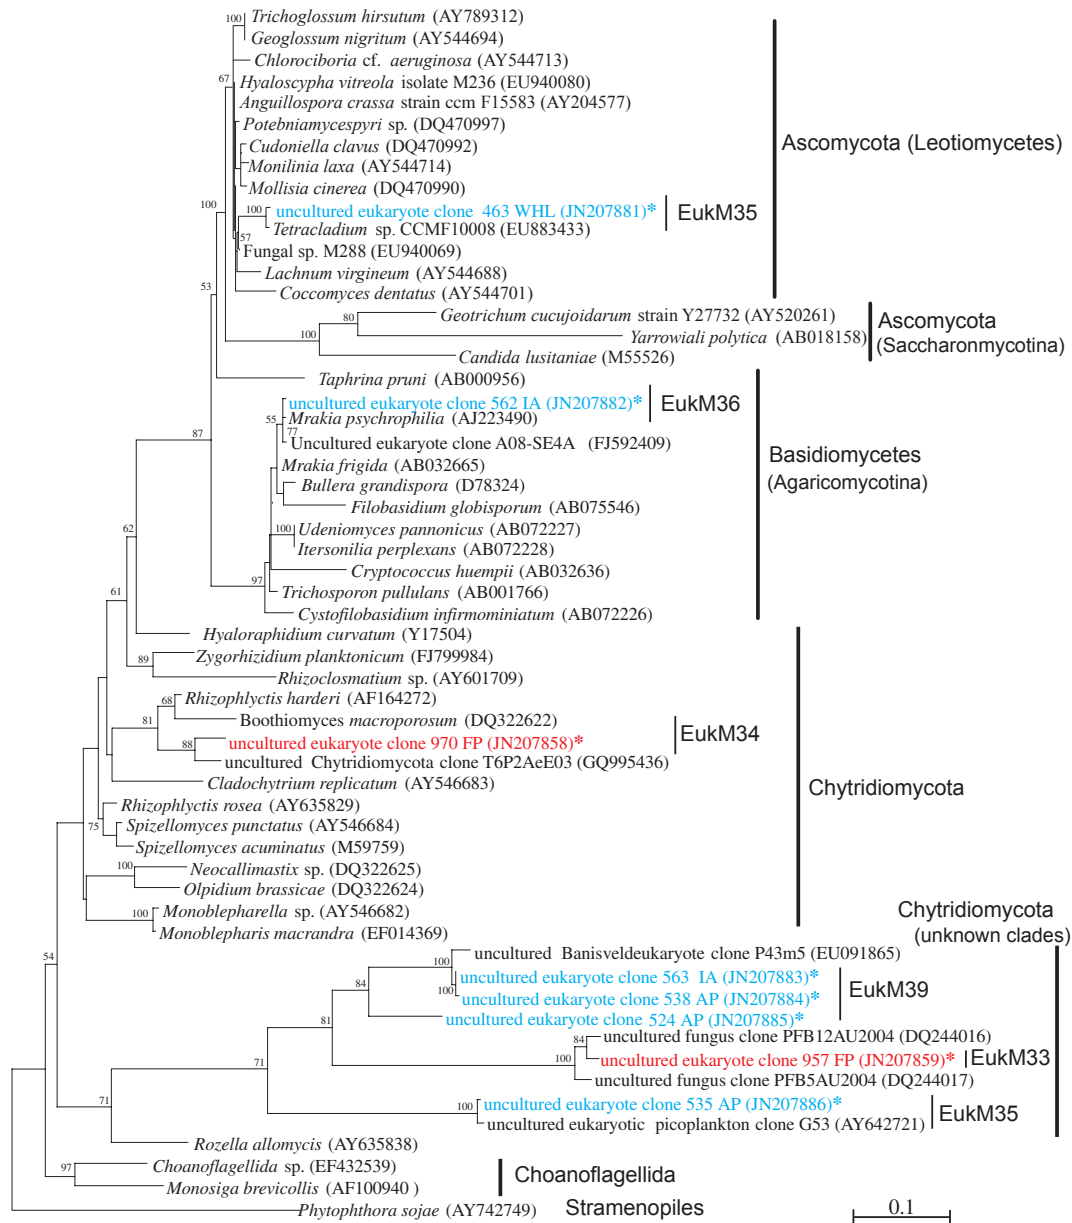 100 Trichoglossum hirsutum (AY789312)
Geoglossum nigritum (AY544694)
Chlorociboria cf. aeruginosa (AY544713)
67 Hyaloscypha vitreola isolate M236 (EU940080)
Anguillospora crassa strain ccm F15583 (AY204577)
Potebniamycespyri sp. (DQ470997)
Cudoniella clavus (DQ470992)
Ascomycota (Leotiomycetes)
Monilinia laxa (AY544714)
Mollisia cinerea (DQ470990)
100 100 uncultured eukaryote clone 463 WHL (JN207881)* EukM35
Tetracladium sp. CCMF10008 (EU883433)
57
Fungal sp. M288 (EU940069)
Lachnum virgineum (AY544688)
53 Coccomyces dentatus (AY544701)
80 Geotrichum cucujoidarum strain Y27732 (AY520261)
Ascomycota
(Saccharonmycotina)
100 Yarrowiali polytica (AB018158)
Candida lusitaniae (M55526)
Taphrina pruni (AB000956)
uncultured eukaryote clone 562 IA (JN207882)* EukM36
55 Mrakia psychrophilia (AJ223490)
77
87 Uncultured eukaryote clone A08-SE4A (FJ592409)
Basidiomycetes
(Agaricomycotina)
Mrakia frigida (AB032665)
Bullera grandispora (D78324)
Filobasidium globisporum (AB075546)
62 100 Udeniomyces pannonicus (AB072227)
Itersonilia perplexans (AB072228)
Cryptococcus huempii (AB032636)
97 Trichosporon pullulans (AB001766)
61 Cystofilobasidium infirmominiatum (AB072226)
Hyaloraphidium curvatum (Y17504)
89 Zygorhizidium planktonicum (FJ799984)
Rhizoclosmatium sp. (AY601709)
68 Rhizophlyctis harderi (AF164272)
81 Boothiomyces macroporosum (DQ322622)
EukM34
88 uncultured eukaryote clone 970 FP (JN207858)*
uncultured Chytridiomycota clone T6P2AeE03 (GQ995436)
Cladochytrium replicatum (AY546683)
Chytridiomycota
Rhizophlyctis rosea (AY635829)
75 Spizellomyces punctatus (AY546684)
Spizellomyces acuminatus (M59759)
100 Neocallimastix sp. (DQ322625)
Olpidium brassicae (DQ322624)
100 Monoblepharella sp. (AY546682)
Monoblepharis macrandra (EF014369)
Chytridiomycota
(unknown clades)
54 100 uncultured Banisveldeukaryote clone P43m5 (EU091865)
84 uncultured eukaryote clone 563 IA (JN207883)*
EukM39
100 uncultured eukaryote clone 538 AP (JN207884)*
81 uncultured eukaryote clone 524 AP (JN207885)*
84 uncultured fungus clone PFB12AU2004 (DQ244016)
100 uncultured eukaryote clone 957 FP (JN207859)* EukM33
71 uncultured fungus clone PFB5AU2004 (DQ244017)
71 100 uncultured eukaryote clone 535 AP (JN207886)* EukM35
uncultured eukaryotic picoplankton clone G53 (AY642721)
Rozella allomycis (AY635838)
97 Choanoflagellida sp. (EF432539)
Choanoflagellida
Monosiga brevicollis (AF100940 )
Phytophthora sojae (AY742749) Stramenopiles
0.1